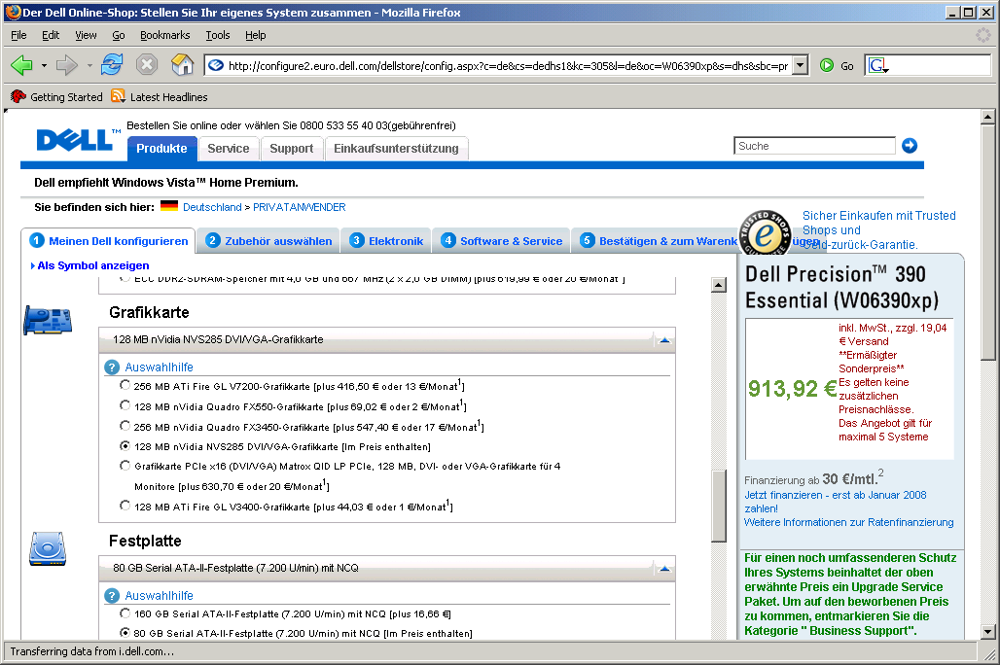 Der Dell Online-Shop: Stellen Sie Ihr eigenes System zusammen - Mozilla Firefox
File Edit View Go Bookmarks Tools Help
http://configure2.euro.dell.com/dellstore/config.aspx?c=de&cs=dedhs1&kc=305&l=de&oc=W06390xp&s=dhs&sbc=pr Go G
Getting Started Latest Headlines
DELL™ Bestellen Sie online oder wählen Sie 0800 533 55 40 03(gebührenfrei)
Produkte Service Support Einkaufsunterstützung Suche
Dell empfiehlt Windows Vista™ Home Premium.
Sie befinden sich hier: Deutschland > PRIVATANWENDER
1 Meinen Dell konfigurieren 2 Zubehör auswählen 3 Elektronik 4 Software & Service 5 Bestätigen & zum Warenk
Als Symbol anzeigen
ECC DDR2-SDRAM-Speicher mit 4,0 GB und 667 MHz (2 x 2,0 GB DIMM) [plus 619,99 € oder 20 €/Monat¹]
Grafikkarte
128 MB nVidia NVS285 DVI/VGA-Grafikkarte
? Auswahlhilfe
256 MB ATi Fire GL V7200-Grafikkarte [plus 416,50 € oder 13 €/Monat¹]
128 MB nVidia Quadro FX550-Grafikkarte [plus 69,02 € oder 2 €/Monat¹]
256 MB nVidia Quadro FX3450-Grafikkarte [plus 547,40 € oder 17 €/Monat¹]
128 MB nVidia NVS285 DVI/VGA-Grafikkarte [Im Preis enthalten]
Grafikkarte PCIe x16 (DVI/VGA) Matrox QID LP PCIe, 128 MB, DVI- oder VGA-Grafikkarte für 4
Monitore [plus 630,70 € oder 20 €/Monat¹]
128 MB ATi Fire GL V3400-Grafikkarte [plus 44,03 € oder 1 €/Monat¹]
Festplatte
80 GB Serial ATA-II-Festplatte (7.200 U/min) mit NCQ
? Auswahlhilfe
160 GB Serial ATA-II-Festplatte (7.200 U/min) mit NCQ [plus 16,66 €]
80 GB Serial ATA-II-Festplatte (7.200 U/min) mit NCQ [Im Preis enthalten]
TRUSTED SHOPS
e
Sicher Einkaufen mit Trusted
Shops und
Geld-zurück-Garantie.
Dell Precision™ 390
Essential (W06390xp)
913,92 €
inkl. MwSt., zzgl. 19,04
€ Versand
**Ermäßigter
Sonderpreis**
Es gelten keine
zusätzlichen
Preisnachlässe.
Das Angebot gilt für
maximal 5 Systeme
Finanzierung ab 30 €/mtl.²
Jetzt finanzieren - erst ab Januar 2008
zahlen!
Weitere Informationen zur Ratenfinanzierung
Für einen noch umfassenderen Schutz
Ihres Systems beinhaltet der oben
erwähnte Preis ein Upgrade Service
Paket. Um auf den beworbenen Preis
zu kommen, entmarkieren Sie die
Kategorie " Business Support".
Transferring data from i.dell.com...